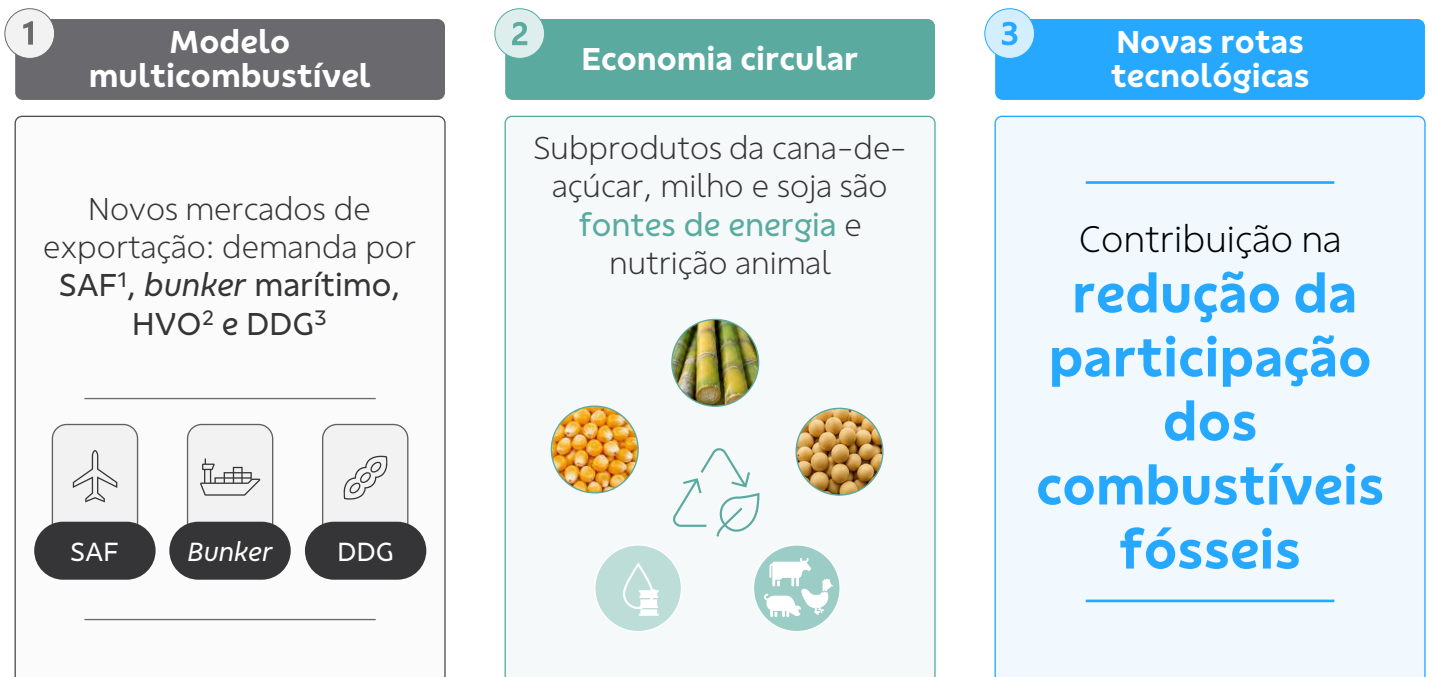 1
Modelo
multicombustível
Novos mercados de
exportação: demanda por
SAF¹, bunker marítimo,
HVO² e DDG³
SAF
Bunker
DDG
2
Economia circular
Subprodutos da cana-de-
açúcar, milho e soja são
fontes de energia e
nutrição animal
3
Novas rotas
tecnológicas
Contribuição na
redução da
participação
dos
combustíveis
fósseis